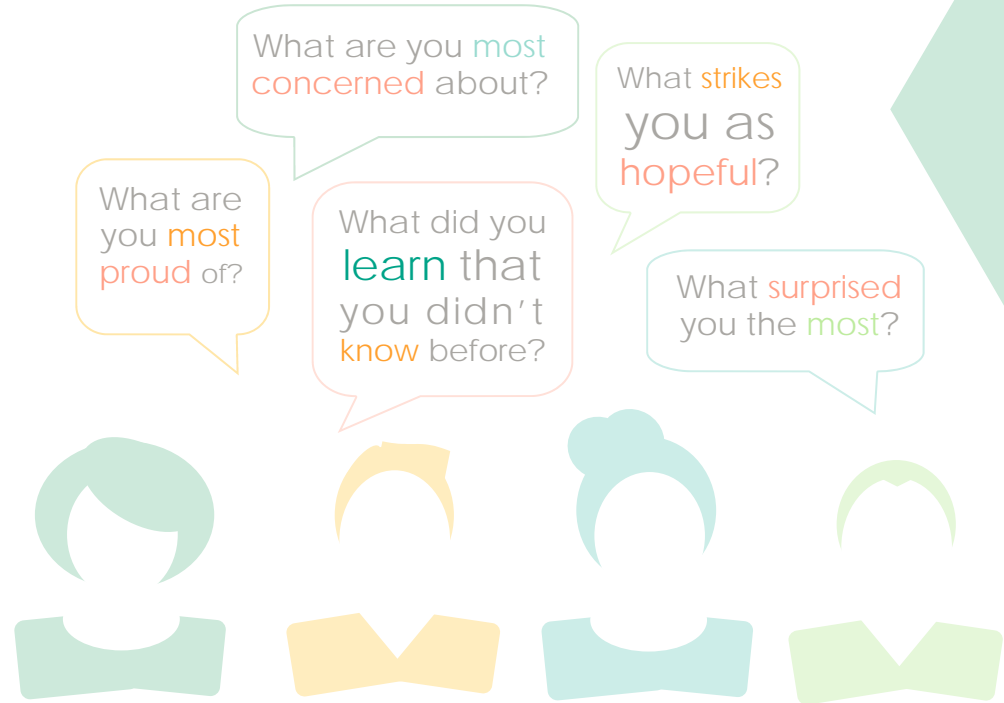 What are you most
concerned about?
What strikes
you as
hopeful?
What are
you most
proud of?
What did you
learn that
you didn't
know before?
What surprised
you the most?